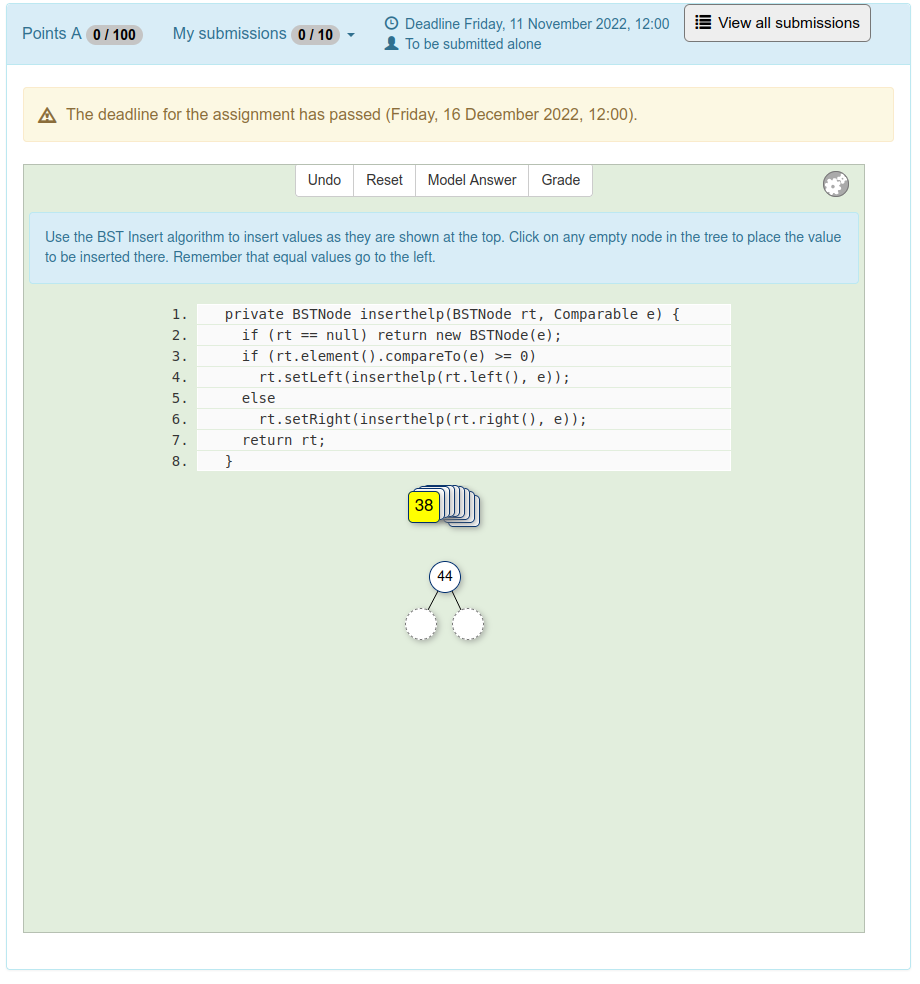 Points A 0 / 100 My submissions 0 / 10 Deadline Friday, 11 November 2022, 12:00 View all submissions
To be submitted alone
The deadline for the assignment has passed (Friday, 16 December 2022, 12:00).
Undo Reset Model Answer Grade
Use the BST Insert algorithm to insert values as they are shown at the top. Click on any empty node in the tree to place the value
to be inserted there. Remember that equal values go to the left.
1. private BSTNode inserthelp(BSTNode rt, Comparable e) {
2. if (rt == null) return new BSTNode(e);
3. if (rt.element().compareTo(e) >= 0)
4. rt.setLeft(inserthelp(rt.left(), e));
5. else
6. rt.setRight(inserthelp(rt.right(), e));
7. return rt;
8. }
38
44